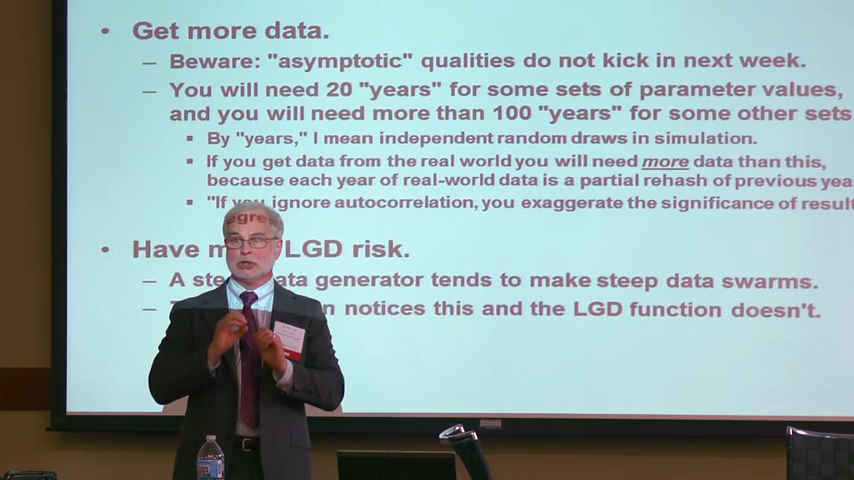 • Get more data.
– Beware: "asymptotic" qualities do not kick in next week.
– You will need 20 "years" for some sets of parameter values,
and you will need more than 100 "years" for some other sets
▪ By "years," I mean independent random draws in simulation.
▪ If you get data from the real world you will need more data than this,
because each year of real-world data is a partial rehash of previous
▪ "If you ignore autocorrelation, you exaggerate the significance of
• Have LGD risk.
– A data generator tends to make steep data swarms.
– notices this and the LGD function doesn't.